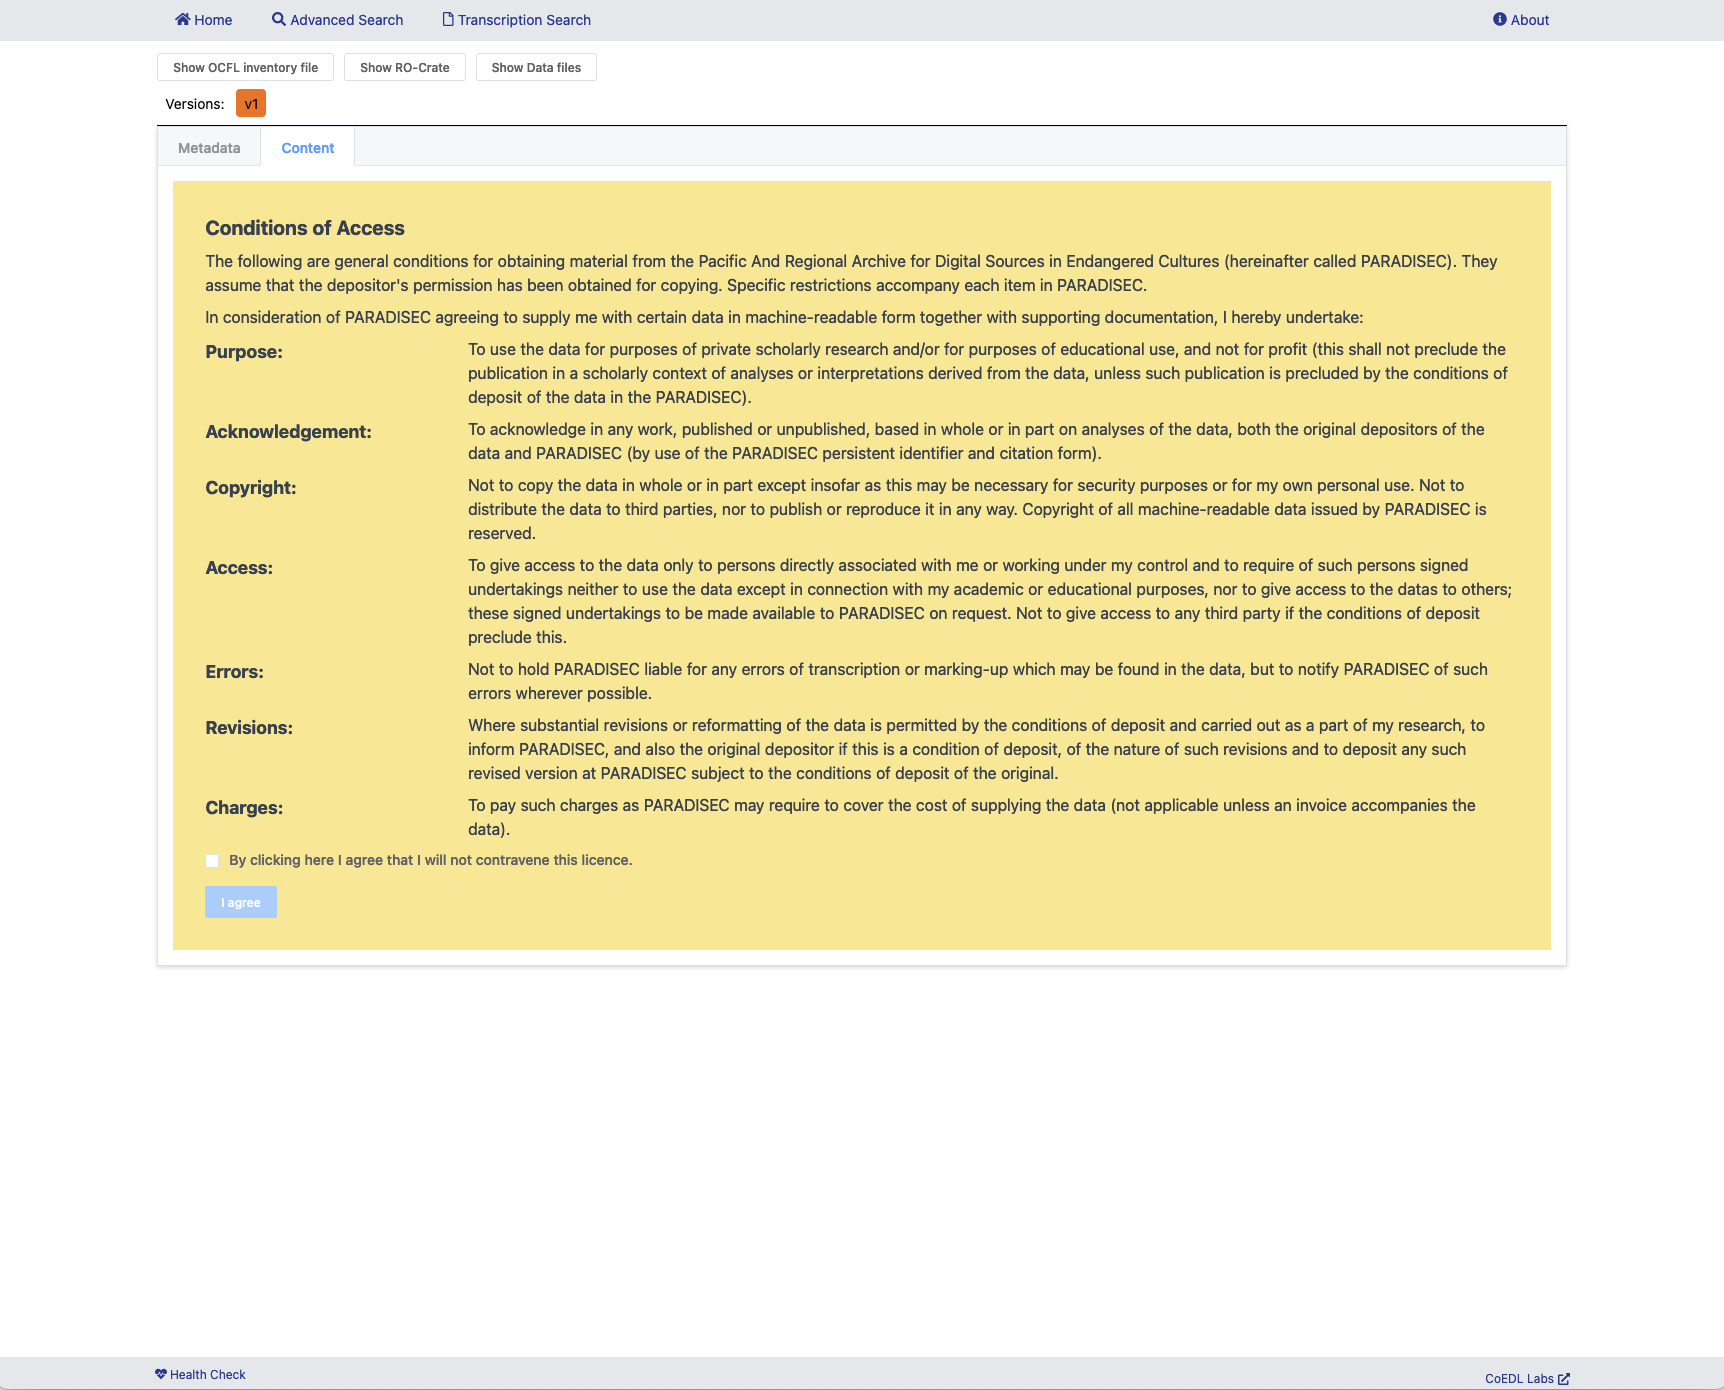 Home Advanced Search Transcription Search About
Show OCFL inventory file Show RO-Crate Show Data files
Versions: v1
Metadata Content
Conditions of Access
The following are general conditions for obtaining material from the Pacific And Regional Archive for Digital Sources in Endangered Cultures (hereinafter called PARADISEC). They
assume that the depositor's permission has been obtained for copying. Specific restrictions accompany each item in PARADISEC.
In consideration of PARADISEC agreeing to supply me with certain data in machine-readable form together with supporting documentation, I hereby undertake:
Purpose: To use the data for purposes of private scholarly research and/or for purposes of educational use, and not for profit (this shall not preclude the
publication in a scholarly context of analyses or interpretations derived from the data, unless such publication is precluded by the conditions of
deposit of the data in the PARADISEC).
Acknowledgement: To acknowledge in any work, published or unpublished, based in whole or in part on analyses of the data, both the original depositors of the
data and PARADISEC (by use of the PARADISEC persistent identifier and citation form).
Copyright: Not to copy the data in whole or in part except insofar as this may be necessary for security purposes or for my own personal use. Not to
distribute the data to third parties, nor to publish or reproduce it in any way. Copyright of all machine-readable data issued by PARADISEC is
reserved.
Access: To give access to the data only to persons directly associated with me or working under my control and to require of such persons signed
undertakings neither to use the data except in connection with my academic or educational purposes, nor to give access to the datas to others;
these signed undertakings to be made available to PARADISEC on request. Not to give access to any third party if the conditions of deposit
preclude this.
Errors: Not to hold PARADISEC liable for any errors of transcription or marking-up which may be found in the data, but to notify PARADISEC of such
errors wherever possible.
Revisions: Where substantial revisions or reformatting of the data is permitted by the conditions of deposit and carried out as a part of my research, to
inform PARADISEC, and also the original depositor if this is a condition of deposit, of the nature of such revisions and to deposit any such
revised version at PARADISEC subject to the conditions of deposit of the original.
Charges: To pay such charges as PARADISEC may require to cover the cost of supplying the data (not applicable unless an invoice accompanies the
data).
By clicking here I agree that I will not contravene this licence.
I agree
Health Check CoEDL Labs